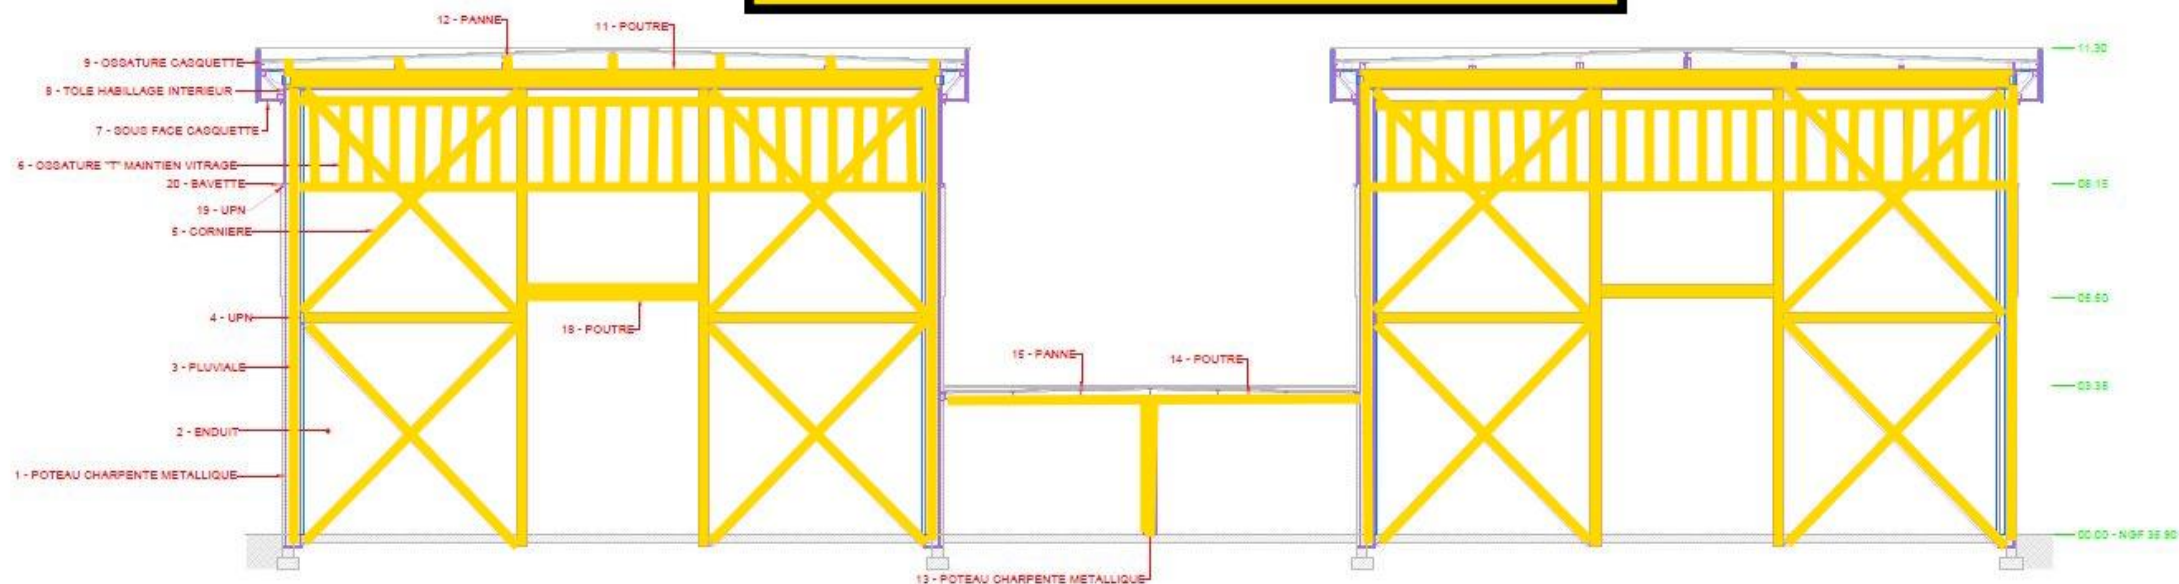 12 - PANNE
11 - POUTRE
9 - OSSATURE CASQUETTE
8 - TOLE HABILLAGE INTERIEUR
7 - SOUS FACE CASQUETTE
6 - OSSATURE "T" MAINTIEN VITRAGE
20 - BAVETTE
19 - UPN
5 - CORNIERE
4 - UPN
18 - POUTRE
3 - PLUVIALE
15 - PANNE
14 - POUTRE
2 - ENDUIT
1 - POTEAU CHARPENTE METALLIQUE
13 - POTEAU CHARPENTE METALLIQUE
11.30
08.15
05.50
03.35
00.00 - NGF 35.90